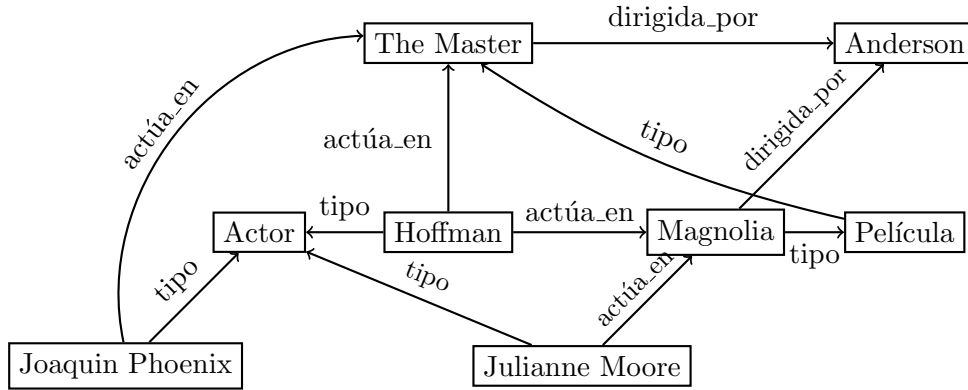 dirigida_por
The Master
Anderson
actúa_en
dirigida_por
actúa_en
tipo
tipo
actúa_en
Actor
Hoffman
Magnolia
Película
tipo
tipo
tipo
actúa_en
Joaquin Phoenix
Julianne Moore